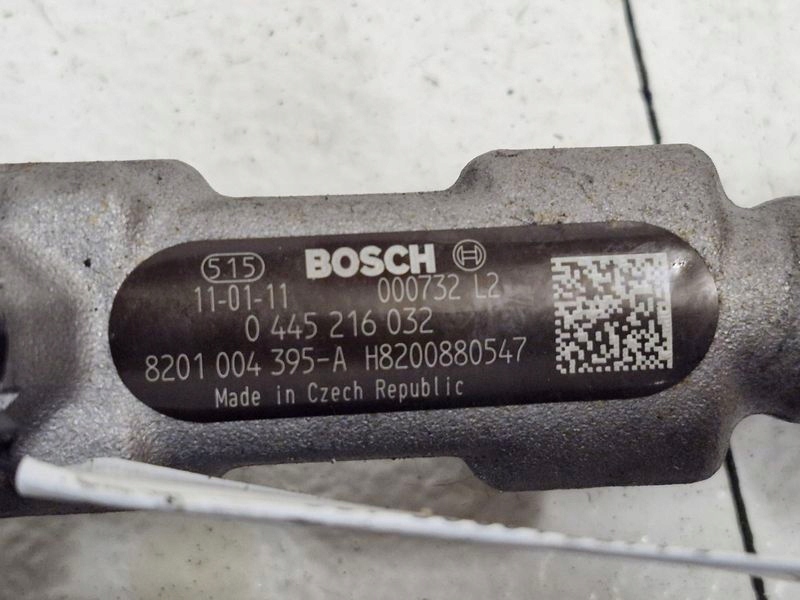 515 BOSCH
11-01-11 000732 L2
0 445 216 032
8201 004 395-A H8200880547
Made in Czech Republic